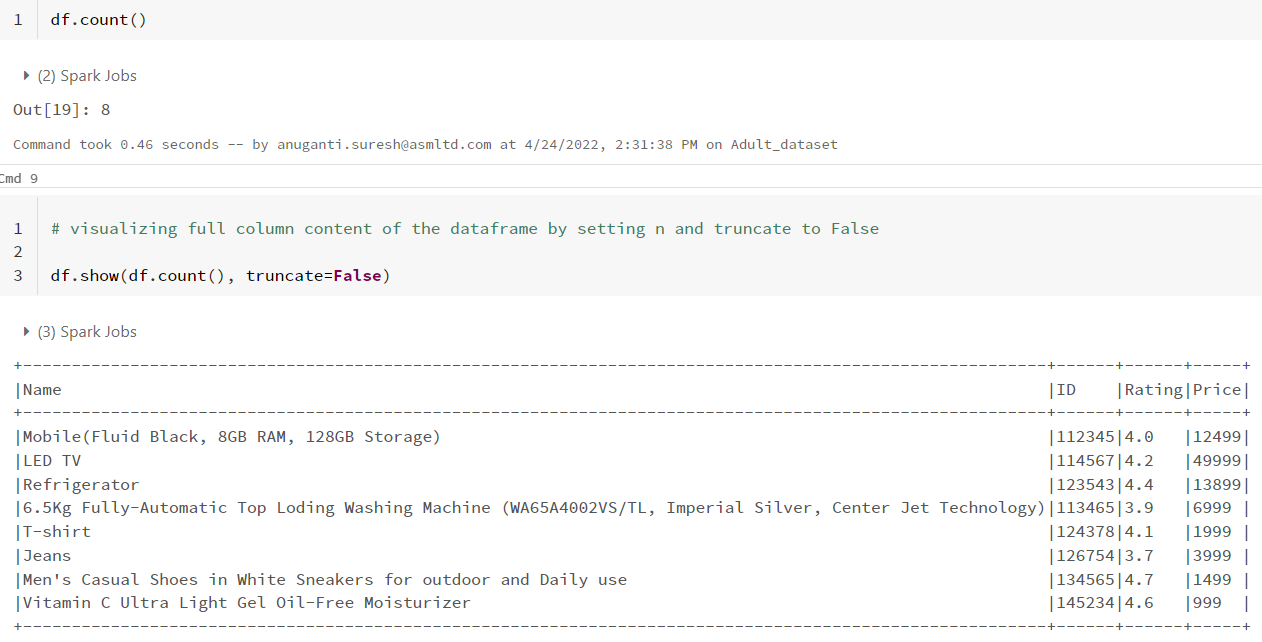 1 df.count()
(2) Spark Jobs
Out[19]: 8
Command took 0.46 seconds -- by anuganti.suresh@asmltd.com at 4/24/2022, 2:31:38 PM on Adult_dataset
Cmd 9
1 # visualizing full column content of the dataframe by setting n and truncate to False
2
3 df.show(df.count(), truncate=False)
(3) Spark Jobs
+---------------------------------------------------------------------------------------------------------+------+------+-----+
|Name                                                                                                     |ID    |Rating|Price|
+---------------------------------------------------------------------------------------------------------+------+------+-----+
|Mobile(Fluid Black, 8GB RAM, 128GB Storage)                                                              |112345|4.0   |12499|
|LED TV                                                                                                   |114567|4.2   |49999|
|Refrigerator                                                                                             |123543|4.4   |13899|
|6.5Kg Fully-Automatic Top Loding Washing Machine (WA65A4002VS/TL, Imperial Silver, Center Jet Technology)|113465|3.9   |6999 |
|T-shirt                                                                                                  |124378|4.1   |1999 |
|Jeans                                                                                                    |126754|3.7   |3999 |
|Men's Casual Shoes in White Sneakers for outdoor and Daily use                                           |134565|4.7   |1499 |
|Vitamin C Ultra Light Gel Oil-Free Moisturizer                                                           |145234|4.6   |999  |
+---------------------------------------------------------------------------------------------------------+------+------+-----+